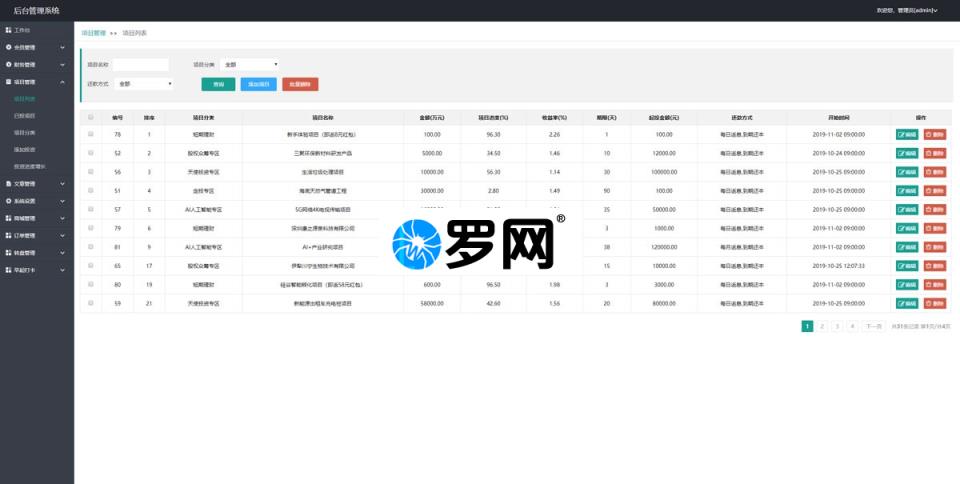 后台管理系统
欢迎您，管理员[admin]
工作台
会员管理
财务管理
项目管理
项目列表
已投项目
项目分类
添加投资
投资进度增长
文章管理
系统设置
商城管理
订单管理
转盘管理
早起打卡
项目管理 >> 项目列表
项目名称 项目分类 全部
还款方式 全部 查询 添加项目 批量删除
编号 排序 项目分类 项目名称 金额(万元) 项目进度(%) 收益率(%) 期限(天) 起投金额(元) 还款方式 开始时间 操作
78 1 短期理财 新手体验项目（即返8元红包） 100.00 96.30 2.26 1 100.00 每日返息,到期还本 2019-11-02 09:00:00 编辑 删除
52 2 股权众筹专区 三聚环保新材料研发产品 5000.00 34.50 1.46 10 12000.00 每日返息,到期还本 2019-10-24 09:00:00 编辑 删除
56 3 天使投资专区 生活垃圾处理项目 10000.00 56.30 1.14 30 100000.00 每日返息,到期还本 2019-10-25 09:00:00 编辑 删除
51 4 金投专区 海底天然气管道工程 30000.00 2.80 1.49 90 100.00 每日返息,到期还本 2019-10-25 09:00:00 编辑 删除
57 5 AI人工智能专区 5G网络4K电视传输项目 35 50000.00 每日返息,到期还本 2019-10-25 09:00:00 编辑 删除
79 6 短期理财 深圳康之原泉科技有限公司 3 1000.00 每日返息,到期还本 2019-11-02 09:00:00 编辑 删除
81 9 AI人工智能专区 AI+产业研究项目 38 120000.00 每日返息,到期还本 2019-11-02 09:00:00 编辑 删除
65 17 股权众筹专区 伊犁川宁生物技术有限公司 15 10000.00 每日返息,到期还本 2019-10-25 12:07:33 编辑 删除
80 19 短期理财 硅谷智能孵化项目（即返58元红包） 600.00 96.50 1.98 3 3000.00 每日返息,到期还本 2019-11-02 09:00:00 编辑 删除
59 21 天使投资专区 新能源出租车充电桩项目 58000.00 42.60 1.56 20 80000.00 每日返息,到期还本 2019-10-25 09:00:00 编辑 删除
罗网®
1 2 3 4 下一页 共31条记录 第1页/共4页